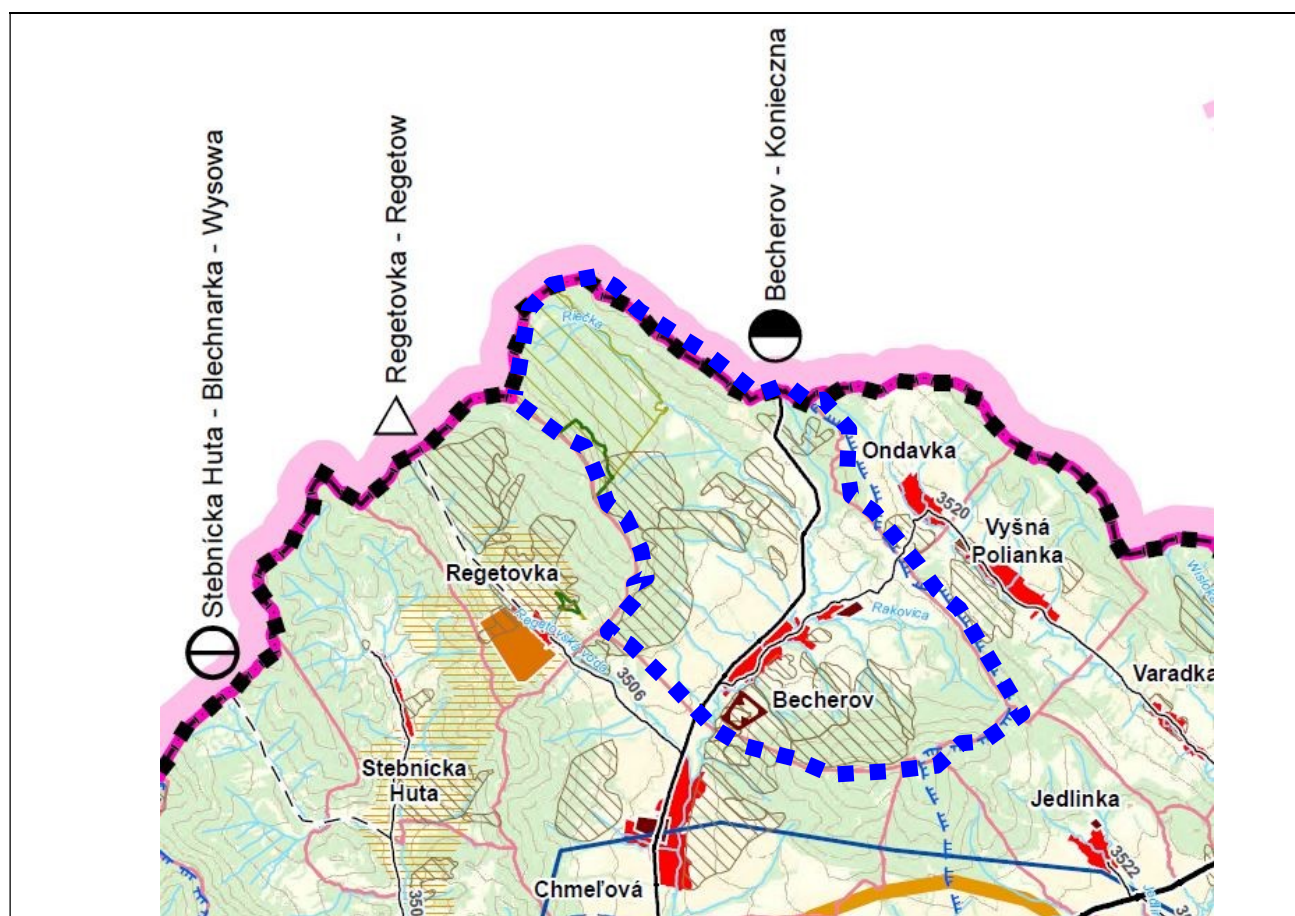 Stebnícka Huta - Blechnarka - Wysowa
Regetovka - Regetow
Becherov - Konieczna
Riečka
Ondavka
3520
Vyšná
Polianka
Regetovka
Regetovská voda
Rakovica
3506
Varadka
Becherov
Stebnícka
Huta
Jedlinka
3522
Chmeľová
350